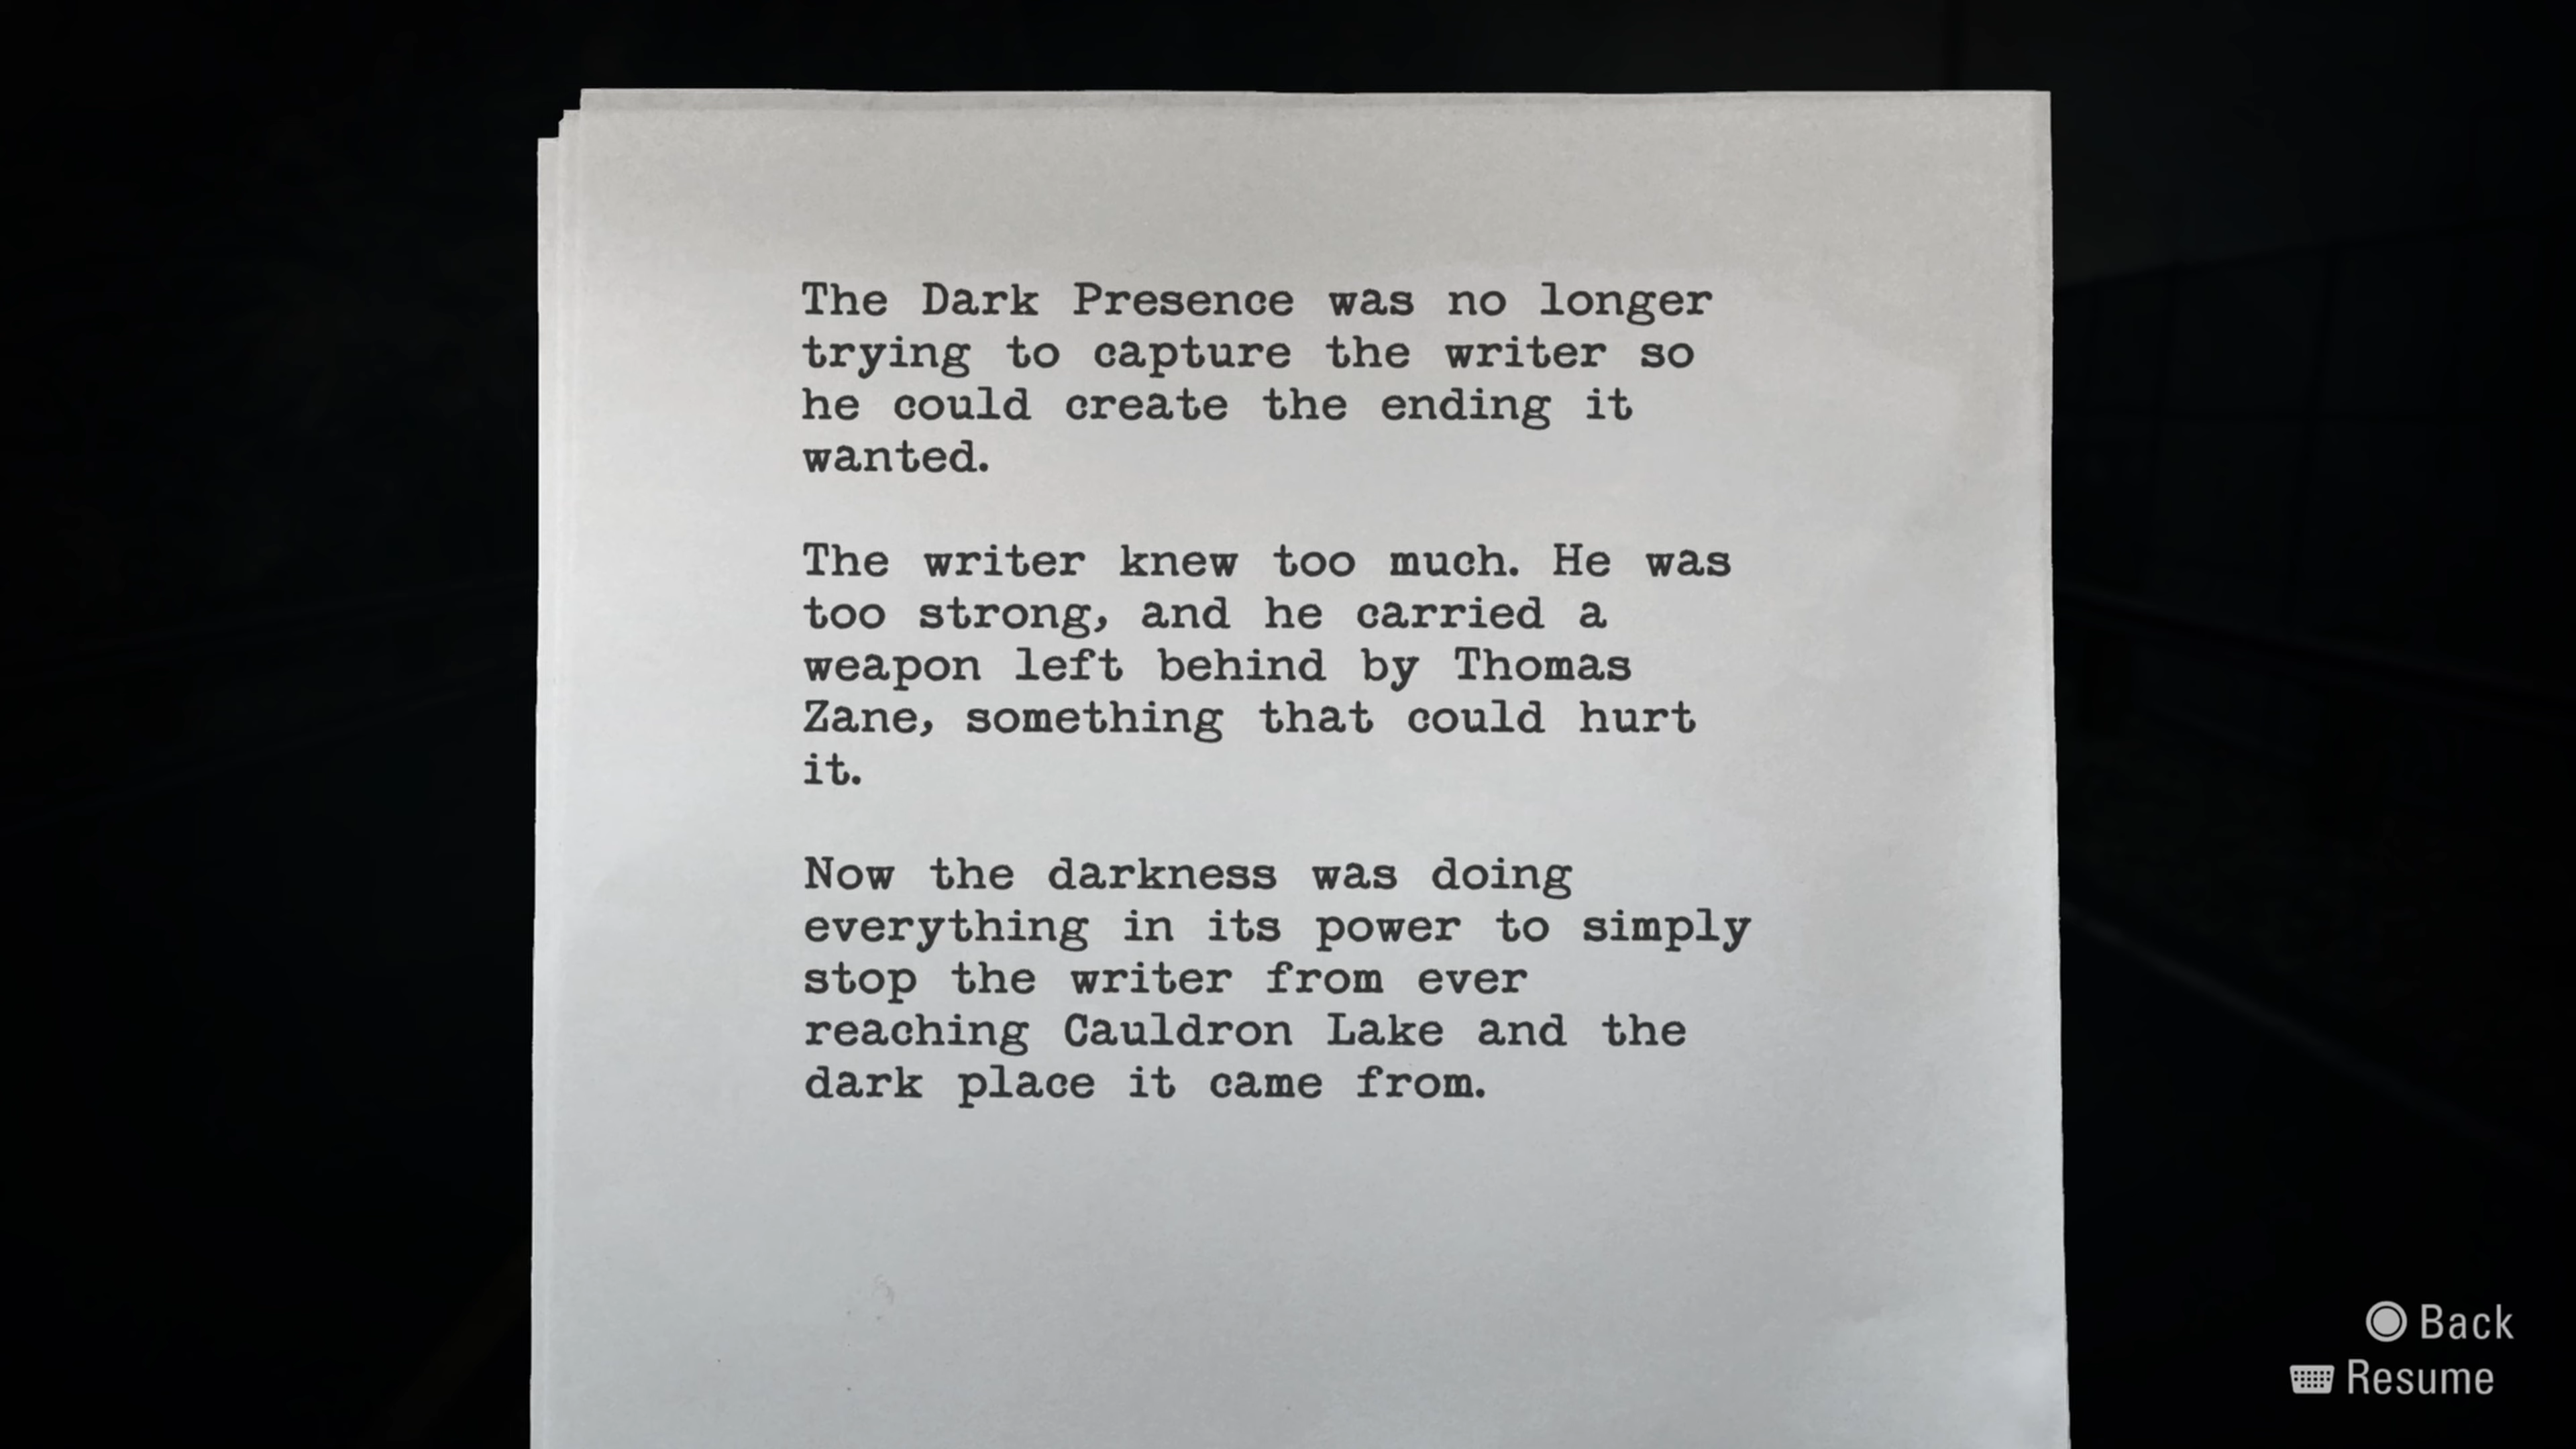 The Dark Presence was no longer
trying to capture the writer so
he could create the ending it
wanted.
The writer knew too much. He was
too strong, and he carried a
weapon left behind by Thomas
Zane, something that could hurt
it.
Now the darkness was doing
everything in its power to simply
stop the writer from ever
reaching Cauldron Lake and the
dark place it came from.
Back
Resume